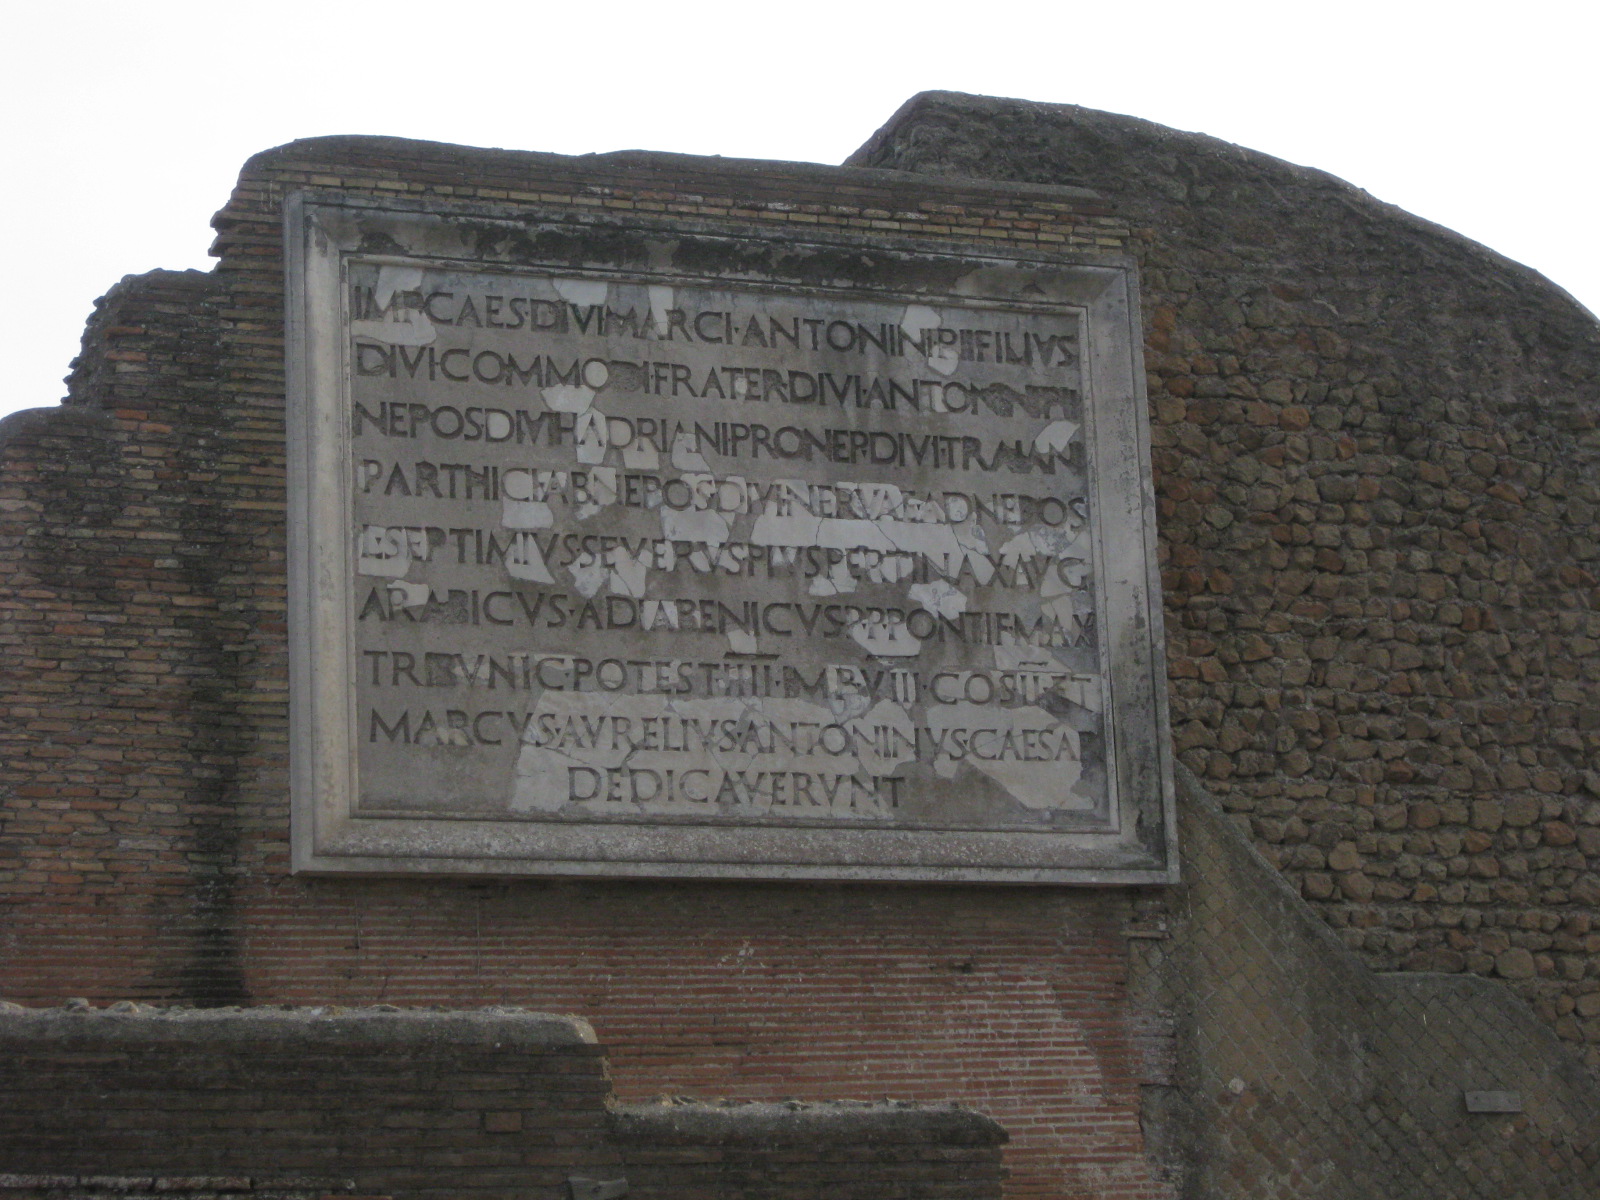 IMP·CAES·DIVI·MARCI·ANTONINI·PII·FILIVS
DIVI·COMMODI·FRATER·DIVI·ANTONINI·PII
NEPOS·DIVI·HADRIANI·PRONEP·DIVI·TRAIANI
PARTHICI·ABNEPOS·DIVI·NERVAE·ADNEPOS
L·SEPTIMIVS·SEVERVS·PIVS·PERTINAX·AVG
ARABICVS·ADIABENICVS·P·P·PONTIF·MAX
TRIBVNIC·POTEST·IIII·IMP·VIII·COS·II·ET
MARCVS·AVRELIVS·ANTONINVS·CAESAR
DEDICAVERVNT